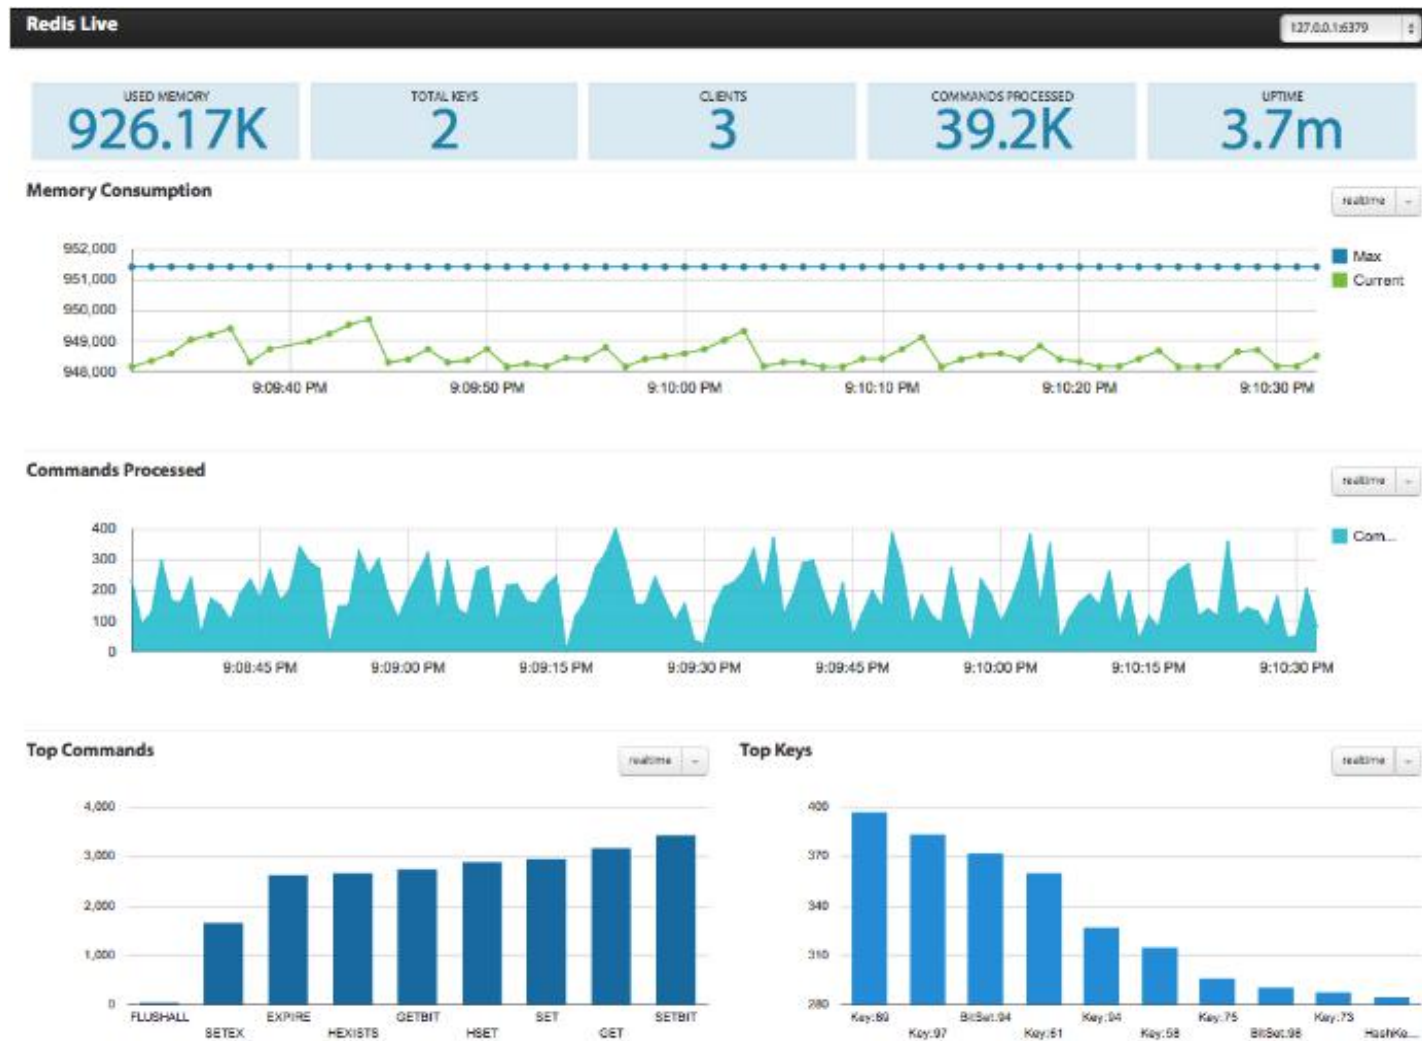 Redis Live
127.0.0.1:6379
USED MEMORY
926.17K
TOTAL KEYS
2
CLIENTS
3
COMMANDS PROCESSED
39.2K
UPTIME
3.7m
Memory Consumption
realtime
952,000
951,000
950,000
949,000
948,000
Max
Current
9:09:40 PM 9:09:50 PM 9:10:00 PM 9:10:10 PM 9:10:20 PM 9:10:30 PM
Commands Processed
realtime
400
300
200
100
0
Com...
9:08:45 PM 9:09:00 PM 9:09:15 PM 9:09:30 PM 9:09:45 PM 9:10:00 PM 9:10:15 PM 9:10:30 PM
Top Commands
realtime
4,000
3,000
2,000
1,000
0
FLUSHALL EXPIRE GETBIT SET SETBIT
SETEX HEXISTS HSET GET
Top Keys
realtime
400
370
340
310
280
Key:89 BitSet:94 Key:94 Key:75 Key:73
Key:97 Key:61 Key:58 BitSet:98 HashKe...